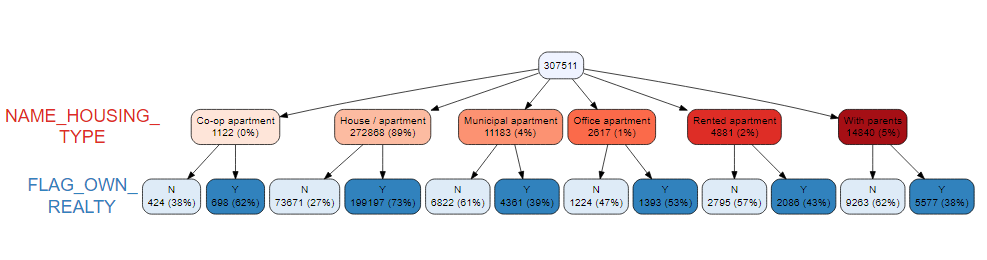 307511
NAME_HOUSING_
TYPE
Co-op apartment
1122 (0%)
House / apartment
272868 (89%)
Municipal apartment
11183 (4%)
Office apartment
2617 (1%)
Rented apartment
4881 (2%)
With parents
14840 (5%)
FLAG_OWN_
REALTY
N
424 (38%)
Y
698 (62%)
N
73671 (27%)
Y
199197 (73%)
N
6822 (61%)
Y
4361 (39%)
N
1224 (47%)
Y
1393 (53%)
N
2795 (57%)
Y
2086 (43%)
N
9263 (62%)
Y
5577 (38%)